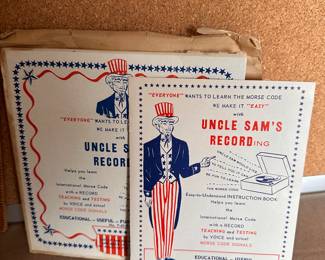 "EVERYONE" WANTS TO LEARN
WE MAKE IT
with
UNCLE S
RECORD
Helps you learn
the
International Morse Code
with a RECORD
TEACHING and TESTING
by VOICE and actual
MORSE CODE SIGNALS
EDUCATIONAL - USEFUL -
"EVERYONE" WANTS TO LEARN THE MORSE CODE
WE MAKE IT "EASY"
with
UNCLE SAM'S
RECORDING
Easy-to-Understand INSTRUCTION BOOK
Helps you learn
the
International Morse Code
with a RECORD
TEACHING and TESTING
by VOICE and actual
MORSE CODE SIGNALS
EDUCATIONAL - USEFUL